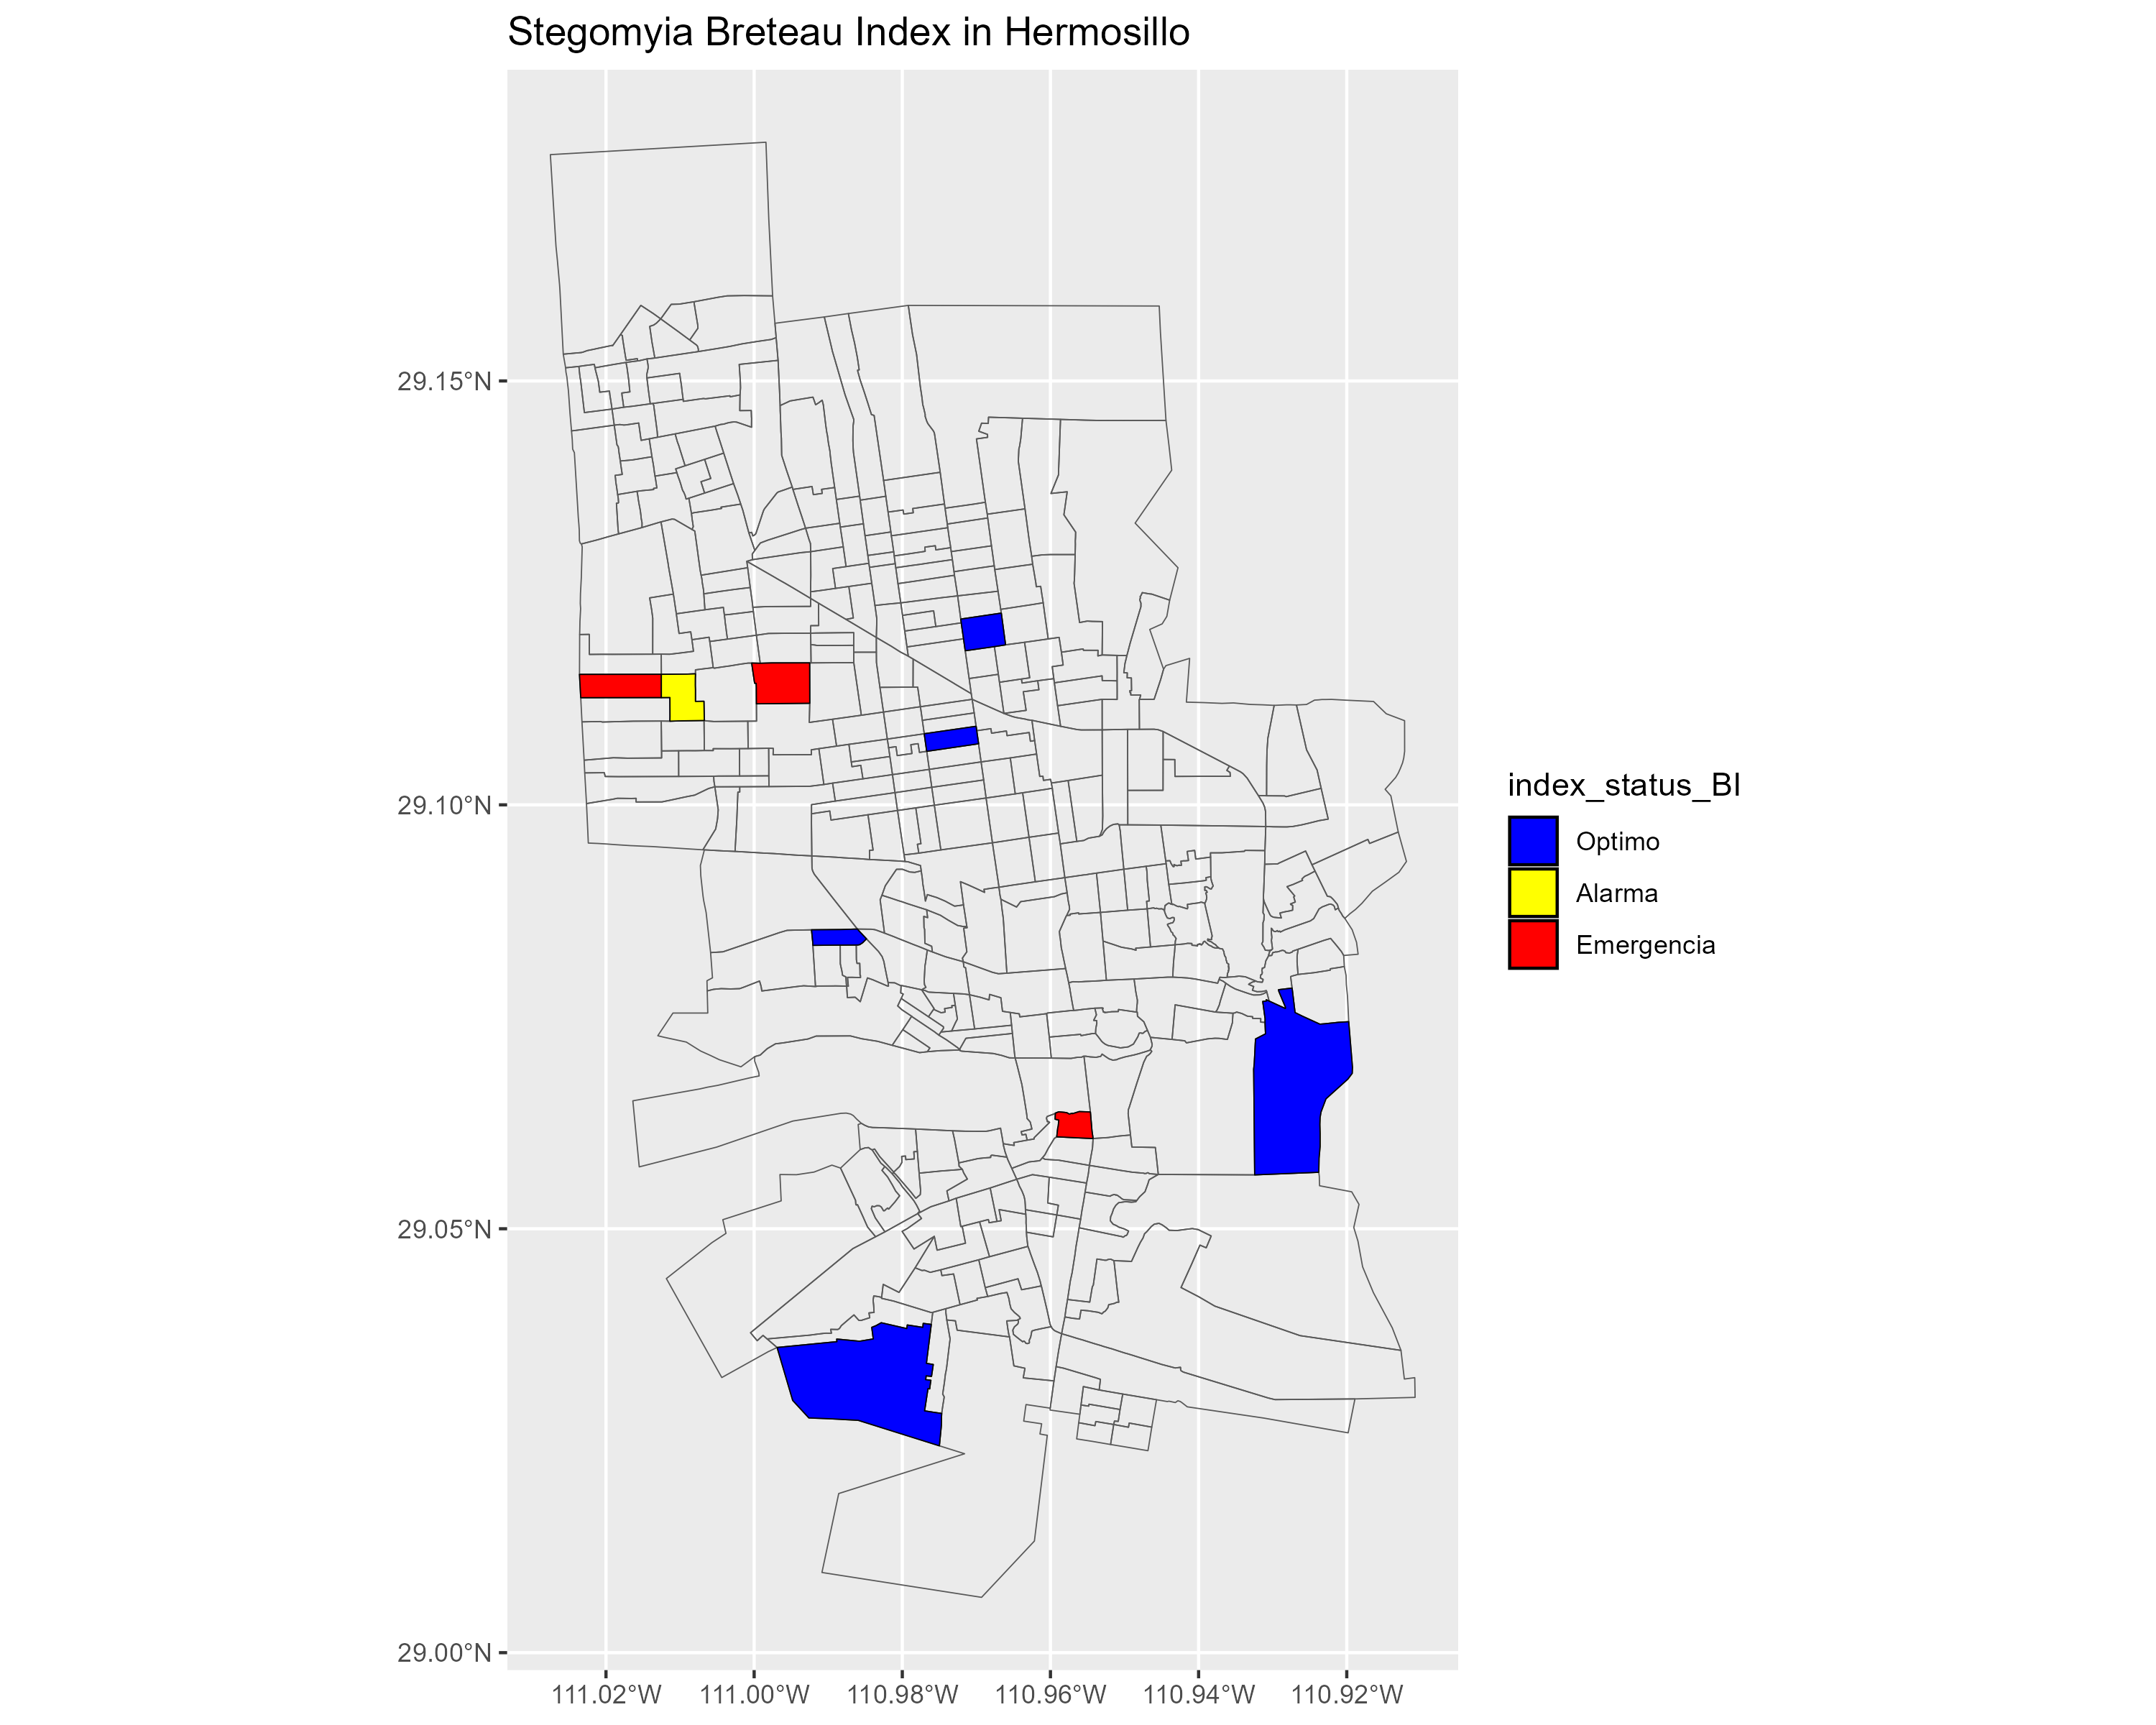 Stegomyia Breteau Index in Hermosillo
29.15°N
29.10°N
29.05°N
29.00°N
111.02°W 111.00°W 110.98°W 110.96°W 110.94°W 110.92°W
index_status_BI
Optimo
Alarma
Emergencia